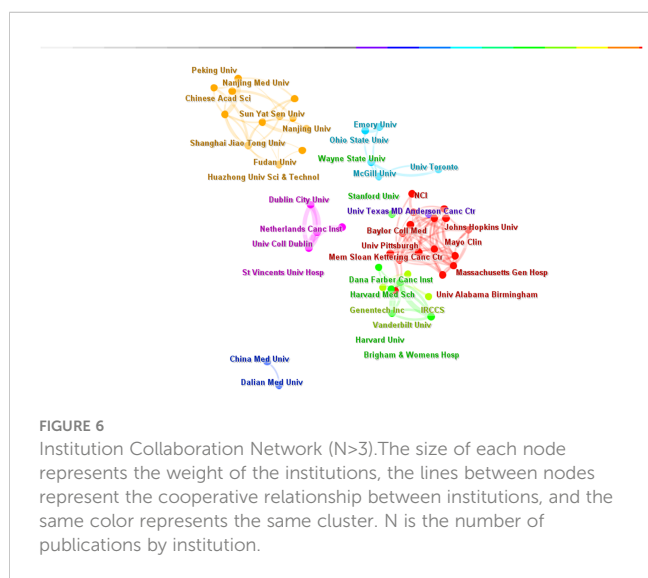 Peking Univ
Nanjing Med Univ
Chinese Acad Sci
Sun Yat Sen Univ
Nanjing Univ
Shanghai Jiao Tong Univ
Fudan Univ
Huazhong Univ Sci & Technol
Emory Univ
Ohio State Univ
Wayne State Univ
McGill Univ
Univ Toronto
Dublin City Univ
Netherlands Canc Inst
Univ Coll Dublin
St Vincents Univ Hosp
Stanford Univ
NCI
Univ Texas MD Anderson Canc Ctr
Baylor Coll Med
Johns Hopkins Univ
Univ Pittsburgh
Mayo Clin
Mem Sloan Kettering Canc Ctr
Massachusetts Gen Hosp
Dana Farber Canc Inst
Harvard Med Sch
Univ Alabama Birmingham
Genentech Inc
IRCCS
Vanderbilt Univ
Harvard Univ
Brigham & Womens Hosp
China Med Univ
Dalian Med Univ
FIGURE 6
Institution Collaboration Network (N>3).The size of each node
represents the weight of the institutions, the lines between nodes
represent the cooperative relationship between institutions, and the
same color represents the same cluster. N is the number of
publications by institution.